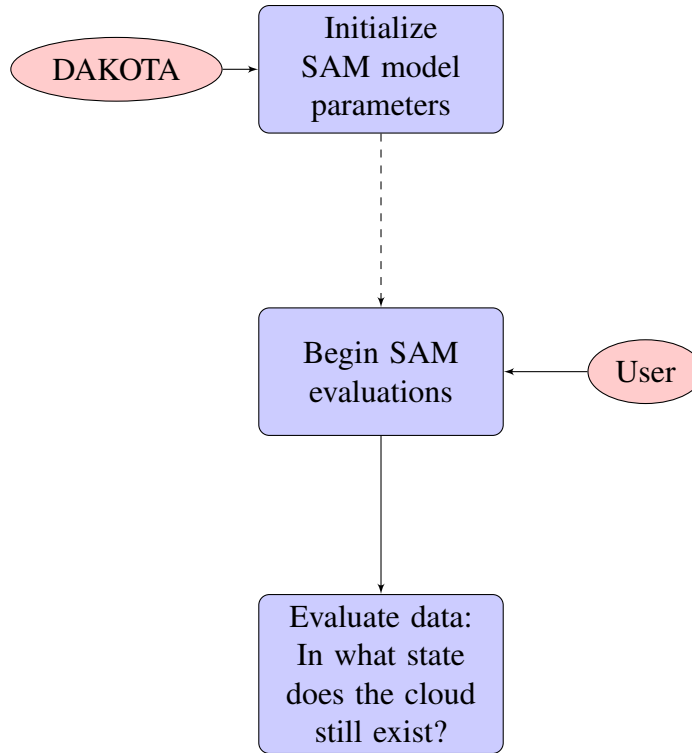 DAKOTA
Initialize
SAM model
parameters
Begin SAM
evaluations
User
Evaluate data:
In what state
does the cloud
still exist?